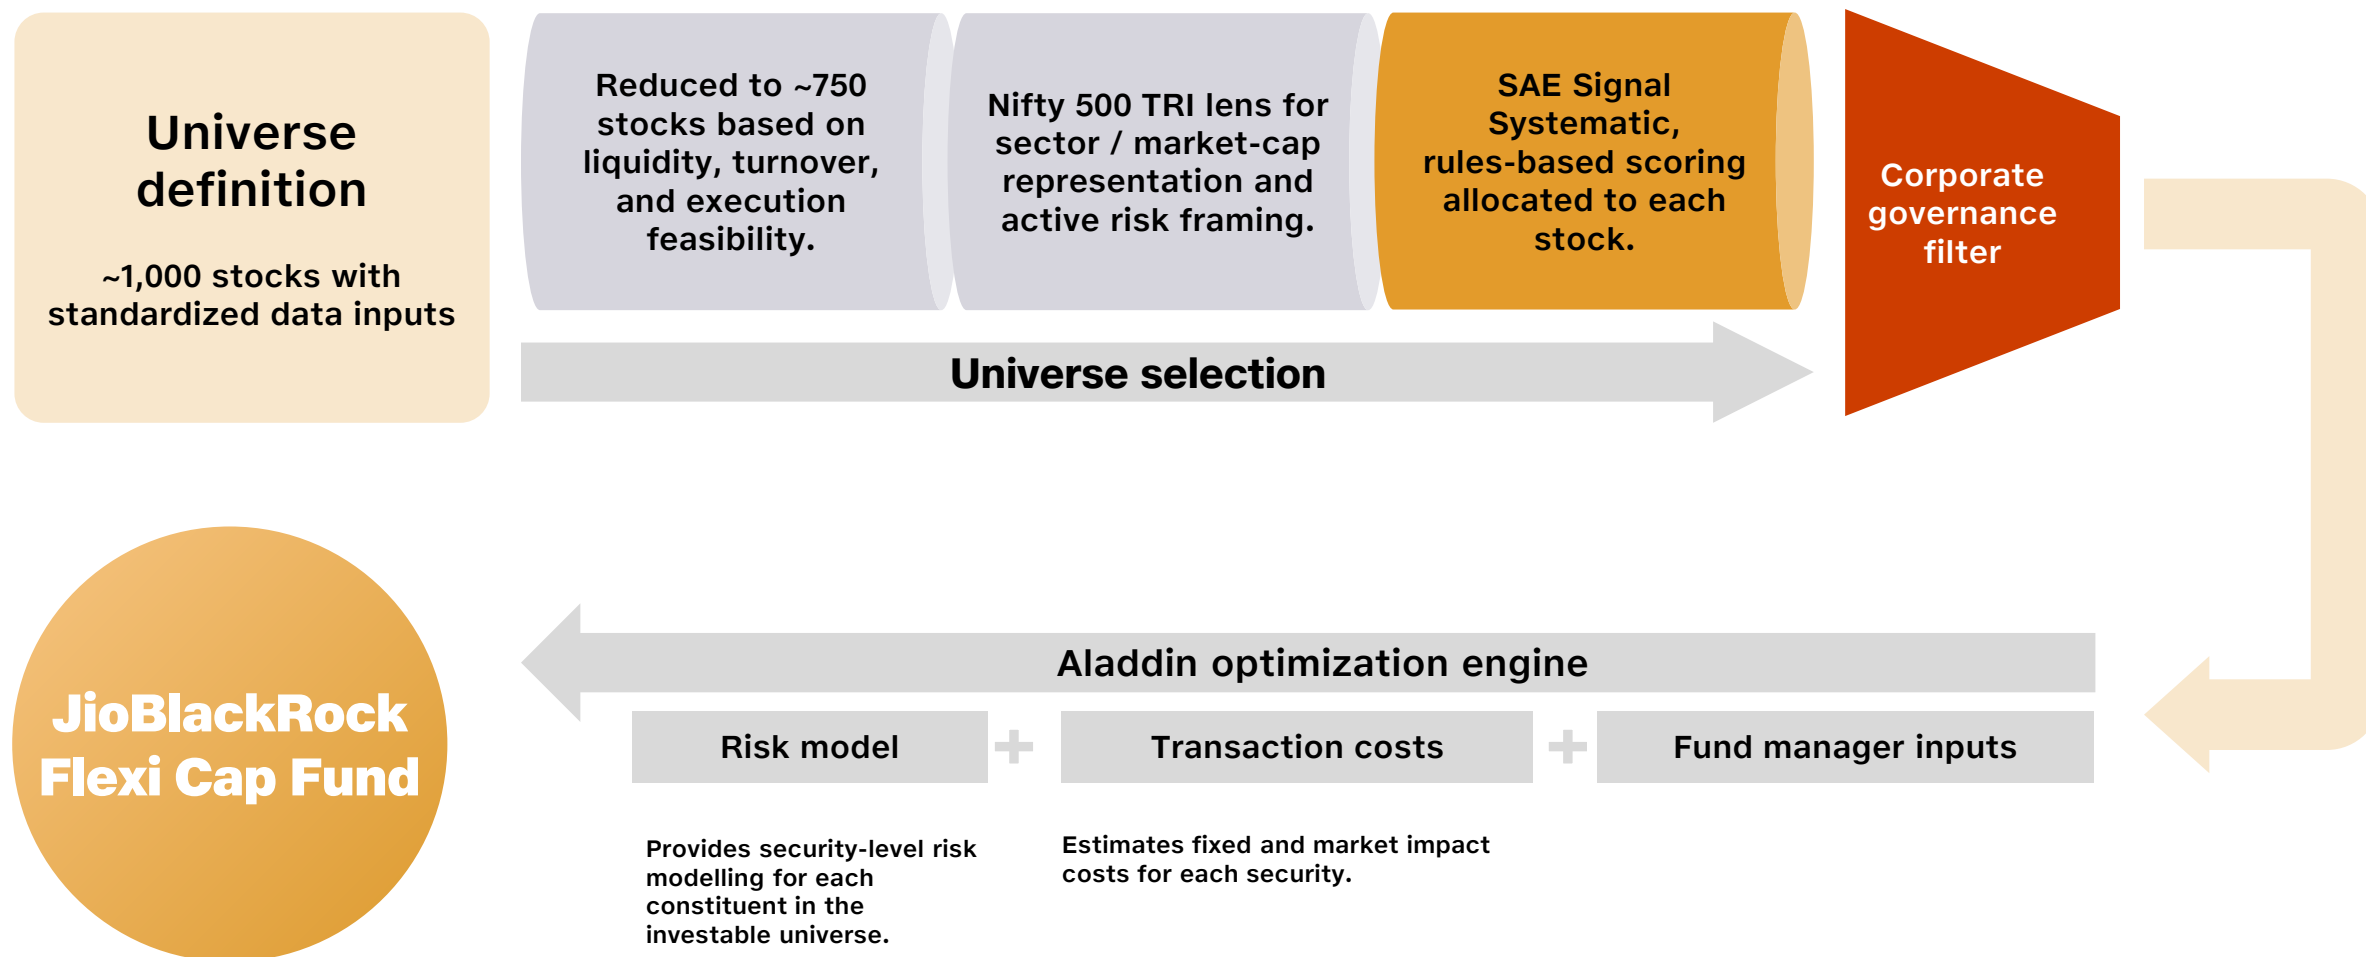 Universe
definition
~1,000 stocks with
standardized data inputs
Reduced to ~750
stocks based on
liquidity, turnover,
and execution
feasibility.
Nifty 500 TRI lens for
sector / market-cap
representation and
active risk framing.
SAE Signal
Systematic,
rules-based scoring
allocated to each
stock.
Corporate
governance
filter
Universe selection
Aladdin optimization engine
Risk model
+
Transaction costs
+
Fund manager inputs
Provides security-level risk
modelling for each
constituent in the
investable universe.
Estimates fixed and market impact
costs for each security.
JioBlackRock
Flexi Cap Fund